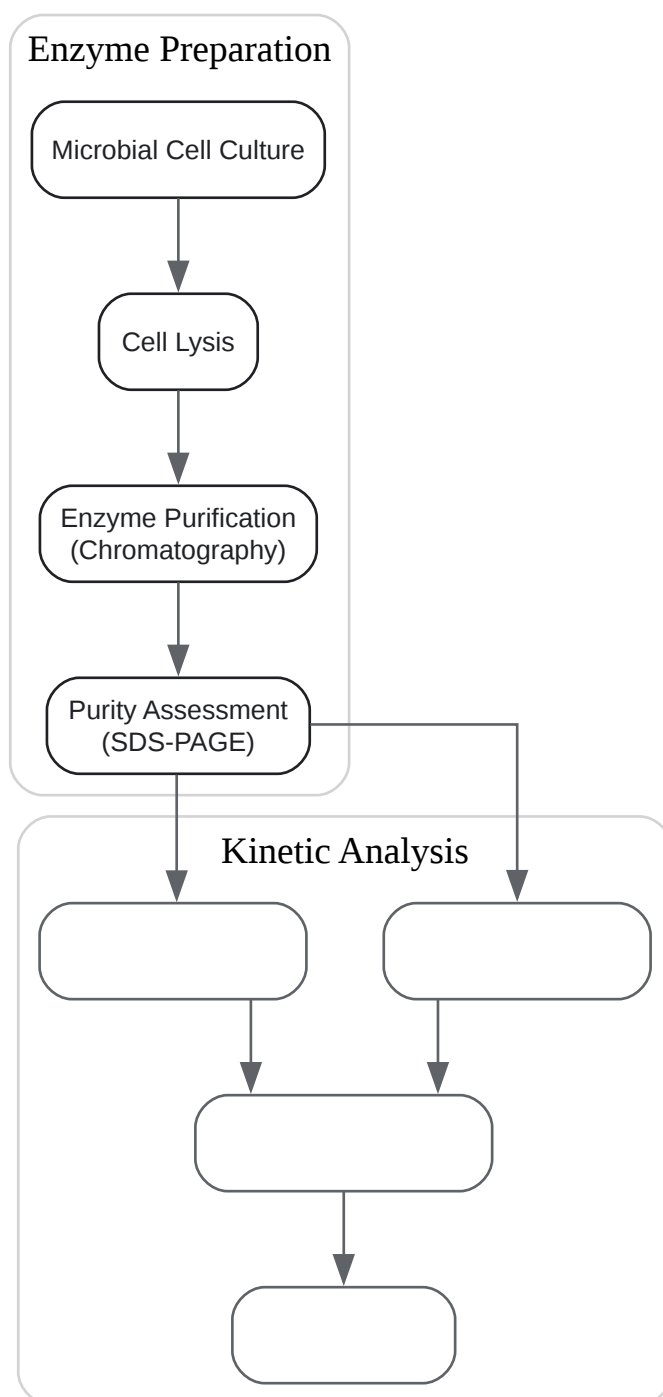 Enzyme Preparation
Microbial Cell Culture
Cell Lysis
Enzyme Purification
(Chromatography)
Purity Assessment
(SDS-PAGE)
Kinetic Analysis